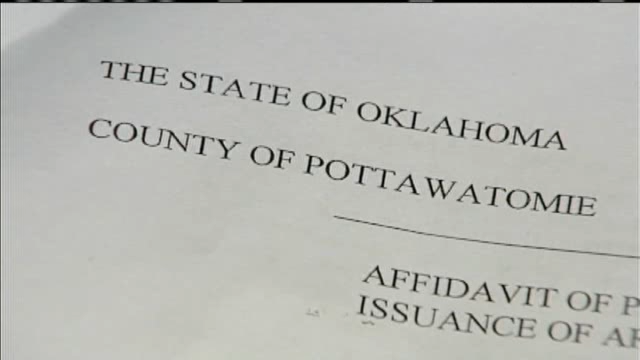 THE STATE OF OKLAHOMA
COUNTY OF POTTAWATOMIE
AFFIDAVIT OF
ISSUANCE OF